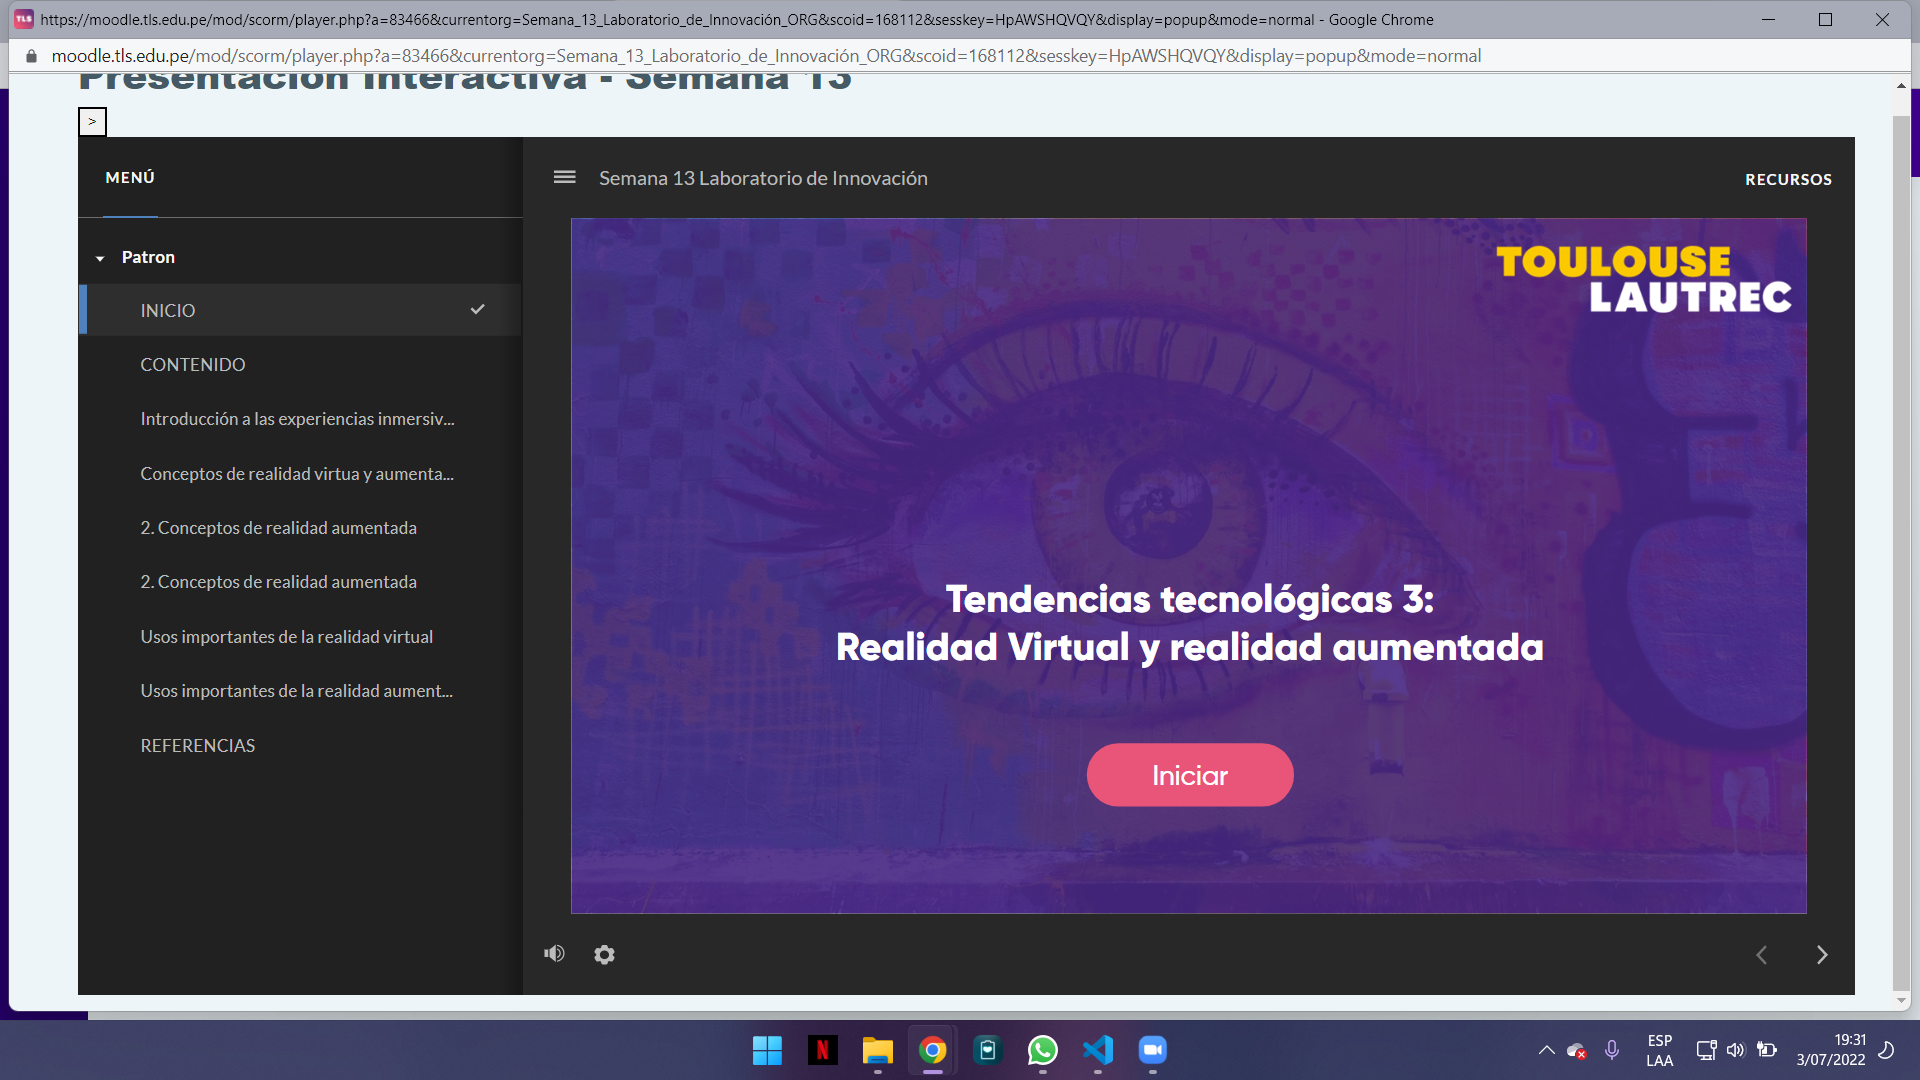 https://moodle.tls.edu.pe/mod/scorm/player.php?a=83466&currentorg=Semana_13_Laboratorio_de_Innovación_ORG&scoid=168112&sesskey=HpAWSHQVQY&display=popup&mode=normal - Google Chrome
moodle.tls.edu.pe/mod/scorm/player.php?a=83466&currentorg=Semana_13_Laboratorio_de_Innovación_ORG&scoid=168112&sesskey=HpAWSHQVQY&display=popup&mode=normal
Presentación Interactiva - Semana 13
>
MENÚ
Semana 13 Laboratorio de Innovación
RECURSOS
Patron
INICIO
CONTENIDO
Introducción a las experiencias inmersiv...
Conceptos de realidad virtua y aumenta...
2. Conceptos de realidad aumentada
2. Conceptos de realidad aumentada
Usos importantes de la realidad virtual
Usos importantes de la realidad aument...
REFERENCIAS
TOULOUSE
LAUTREC
Tendencias tecnológicas 3:
Realidad Virtual y realidad aumentada
Iniciar
ESP
LAA
19:31
3/07/2022